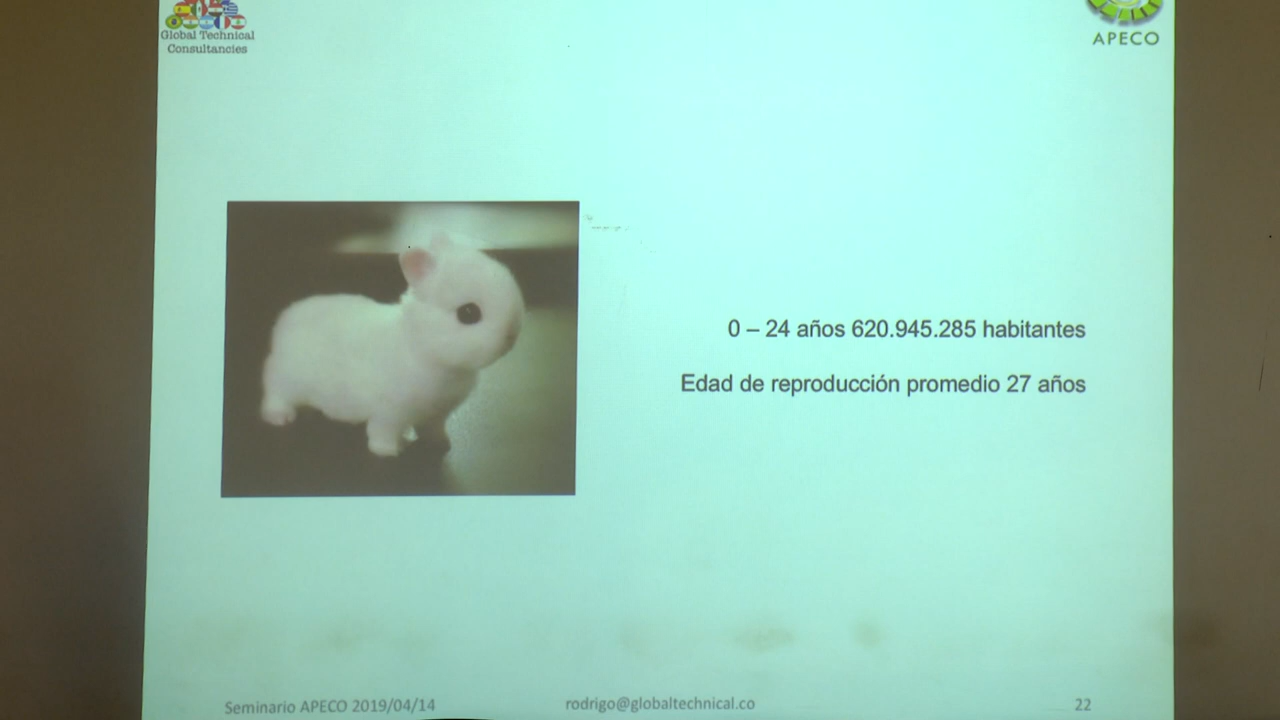 Global Technical
Consultancies
APECO
0 – 24 años 620.945.285 habitantes
Edad de reproducción promedio 27 años
Seminario APECO 2019/04/14
rodrigo@globaltechnical.co
22